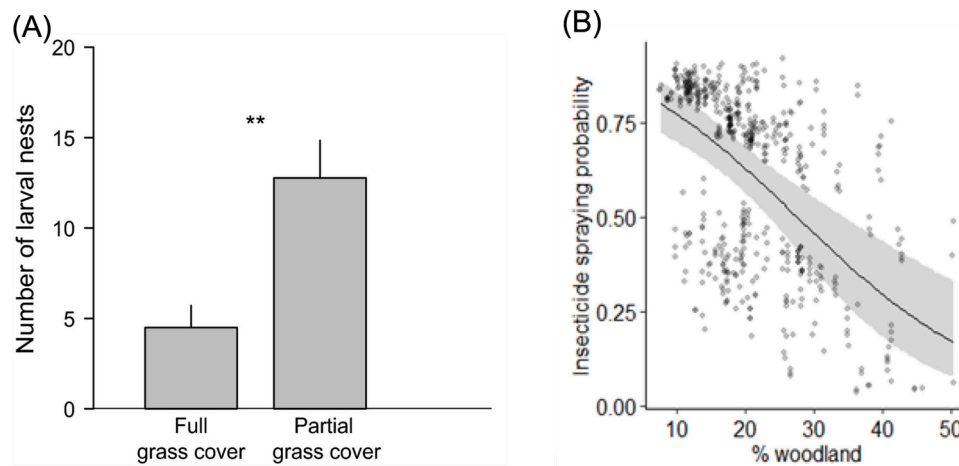 (A)
Number of larval nests
20
15
10
5
0
**
Full
grass cover
Partial
grass cover
(B)
Insecticide spraying probability
0.75
0.50
0.25
0.00
10 20 30 40 50
% woodland